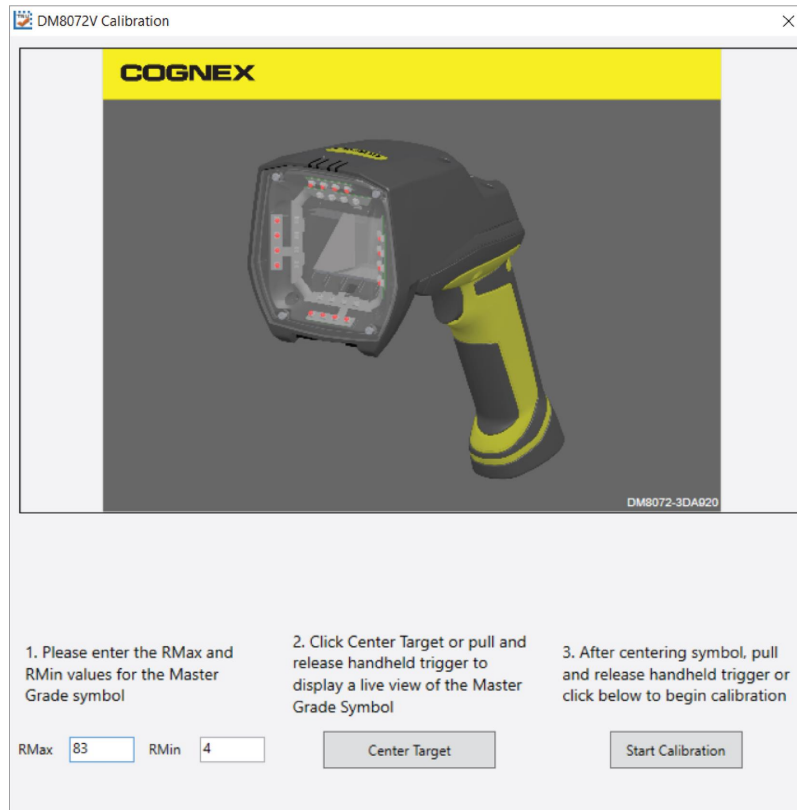 DM8072V Calibration
COGNEX
DM8072-3DA920
1. Please enter the RMax and
RMin values for the Master
Grade symbol
RMax 83 RMin 4
2. Click Center Target or pull and
release handheld trigger to
display a live view of the Master
Grade Symbol
Center Target
3. After centering symbol, pull
and release handheld trigger or
click below to begin calibration
Start Calibration